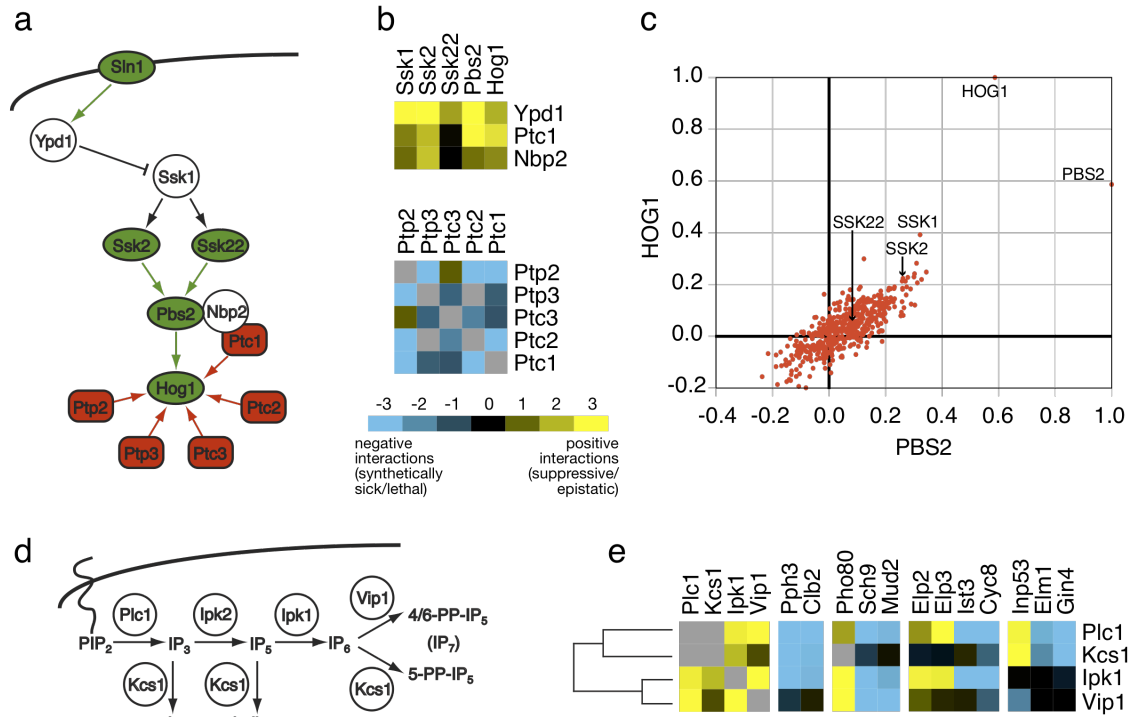 a
Sln1
Ypd1
Ssk1
Ssk2
Ssk22
Pbs2
Nbp2
Ptc1
Hog1
Ptp2
Ptc2
Ptp3
Ptc3
b
Ssk1
Ssk2
Ssk22
Pbs2
Hog1
Ypd1
Ptc1
Nbp2
Ptp2
Ptp3
Ptc3
Ptc2
Ptc1
Ptp2
Ptp3
Ptc3
Ptc2
Ptc1
-3 -2 -1 0 1 2 3
negative
interactions
(synthetically
sick/lethal)
positive
interactions
(suppressive/
epistatic)
c
HOG1
1.0
0.8
0.6
0.4
0.2
0.0
-0.2
-0.4 -0.2 0.0 0.2 0.4 0.6 0.8 1.0
PBS2
HOG1
PBS2
SSK22
SSK1
SSK2
d
Plc1
Ipk2
Ipk1
Vip1
PIP2
IP3
IP5
IP6
4/6-PP-IP5
(IP7)
5-PP-IP5
Kcs1
Kcs1
Kcs1
e
Plc1
Kcs1
Ipk1
Vip1
Pph3
Clb2
Pho80
Sch9
Mud2
Elp2
Elp3
Ist3
Cyc8
Inp53
Elm1
Gin4
Plc1
Kcs1
Ipk1
Vip1